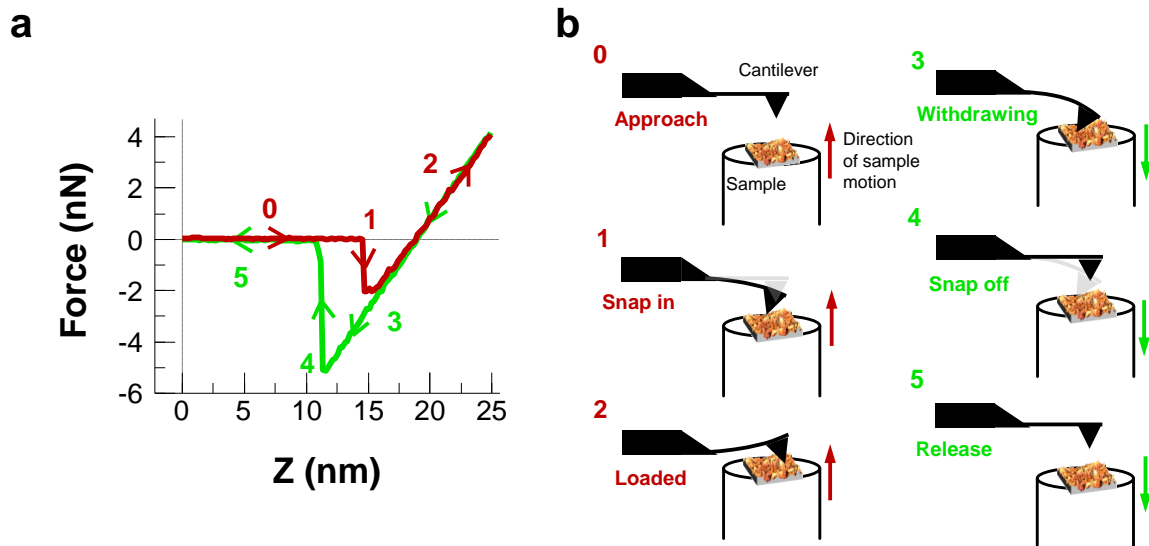 a
4
2
0
-2
-4
-6
Force (nN)
0
5
10
15
20
25
Z (nm)
0
1
2
3
4
5
b
0
Cantilever
Approach
Direction
of sample
motion
Sample
1
Snap in
2
Loaded
3
Withdrawing
4
Snap off
5
Release